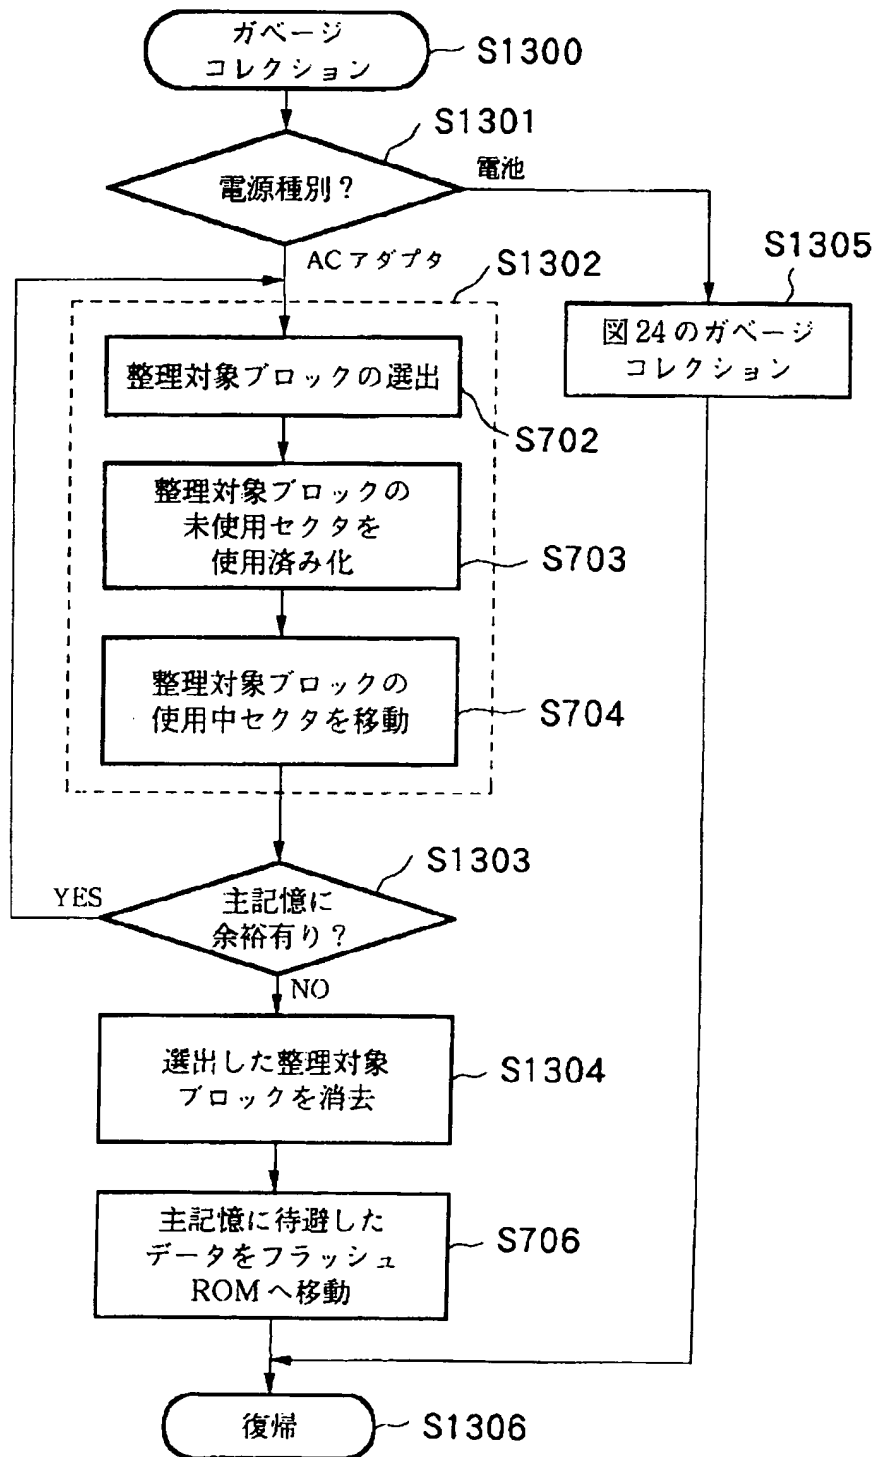 ガベージ
コレクション
S1300
S1301
電源種別?
電池
ACアダプタ
S1302
S1305
図24のガベージ
コレクション
整理対象ブロックの選出
S702
整理対象ブロックの
未使用セクタを
使用済み化
S703
整理対象ブロックの
使用中セクタを移動
S704
S1303
YES
主記憶に
余裕有り?
NO
選出した整理対象
ブロックを消去
S1304
主記憶に待避した
データをフラッシュ
ROMへ移動
S706
復帰
S1306